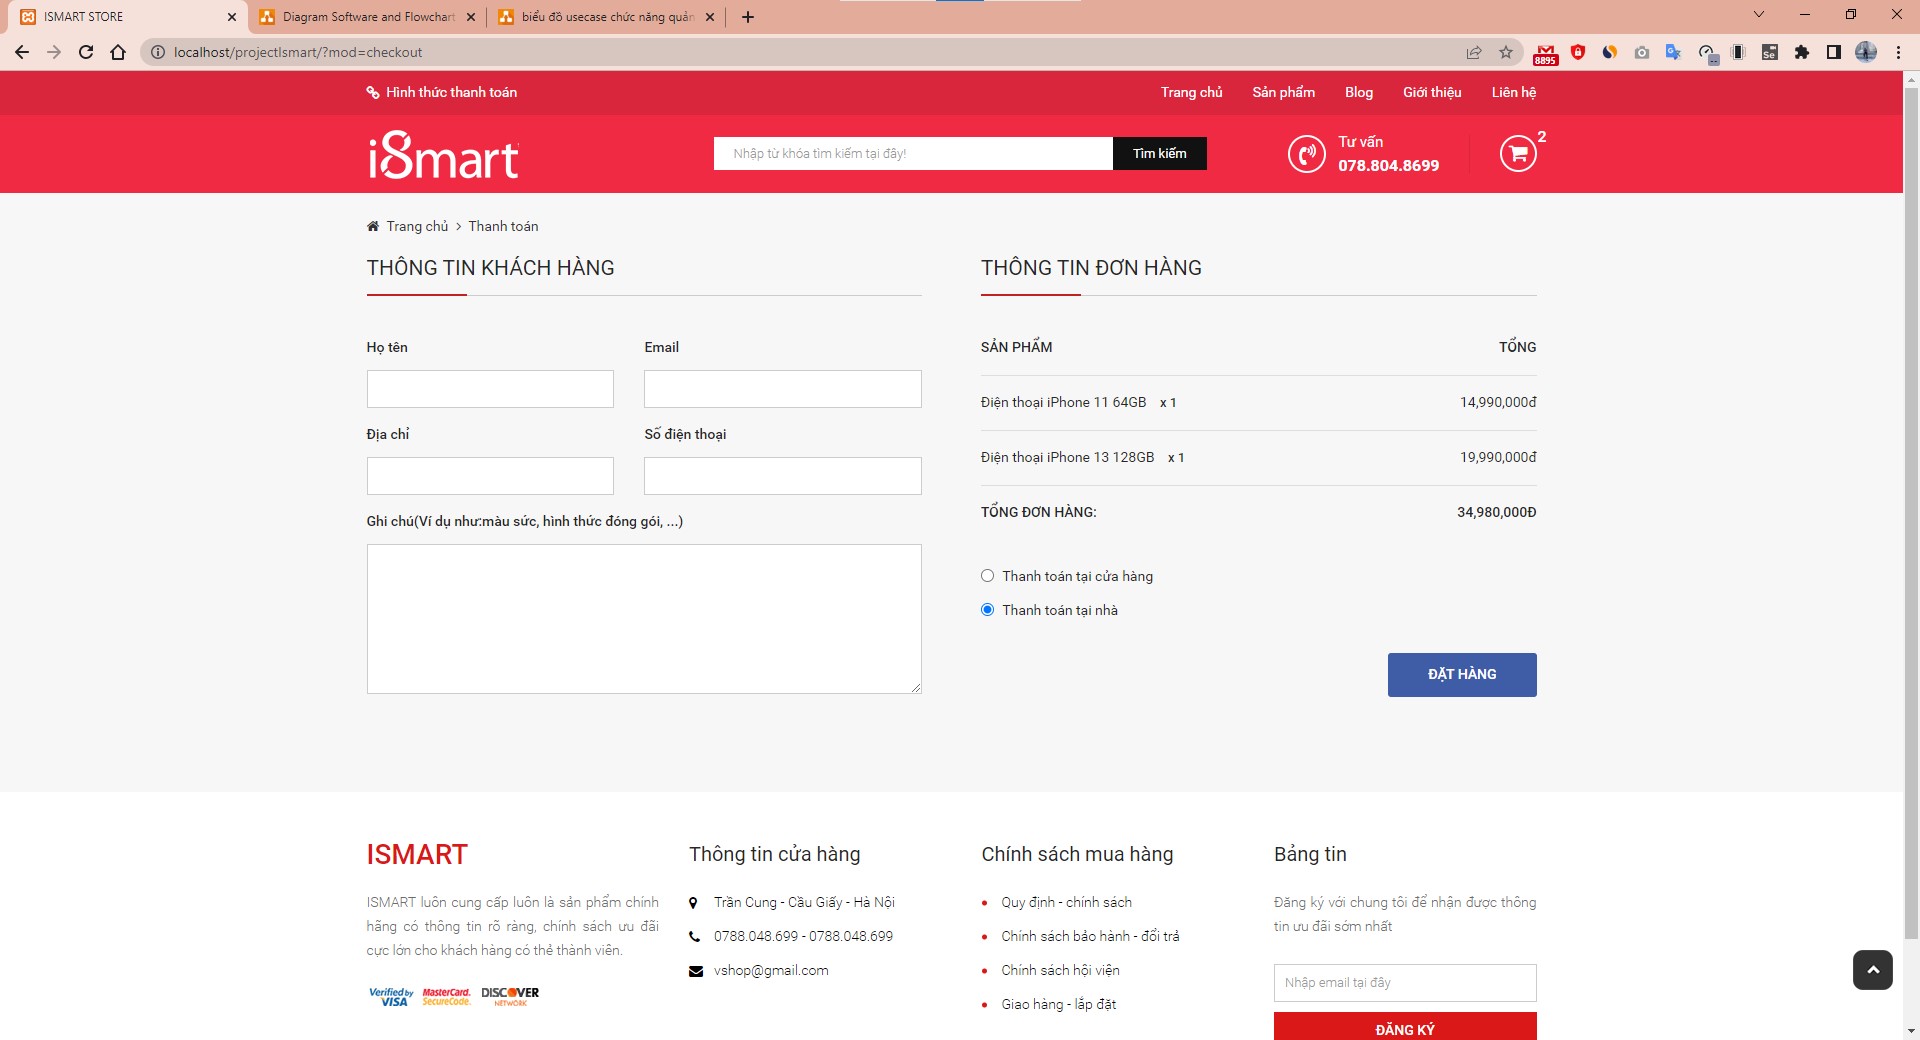 ISMART STORE
Diagram Software and Flowchart
biểu đồ usecase chức năng quản
localhost/projectIsmart/?mod=checkout
8895
Se
Hình thức thanh toán
Trang chủ Sản phẩm Blog Giới thiệu Liên hệ
ismart
Nhập từ khóa tìm kiếm tại đây!
Tìm kiếm
Tư vấn
078.804.8699
2
Trang chủ > Thanh toán
THÔNG TIN KHÁCH HÀNG
Họ tên Email
Địa chỉ Số điện thoại
Ghi chú(Ví dụ như:màu sức, hình thức đóng gói, ...)
THÔNG TIN ĐƠN HÀNG
SẢN PHẨM TỔNG
Điện thoại iPhone 11 64GB x 1 14,990,000đ
Điện thoại iPhone 13 128GB x 1 19,990,000đ
TỔNG ĐƠN HÀNG: 34,980,000Đ
Thanh toán tại cửa hàng
Thanh toán tại nhà
ĐẶT HÀNG
ISMART
ISMART luôn cung cấp luôn là sản phẩm chính
hãng có thông tin rõ ràng, chính sách ưu đãi
cực lớn cho khách hàng có thẻ thành viên.
Verified by VISA MasterCard. SecureCode. DISCOVER NETWORK
Thông tin cửa hàng
Trần Cung - Cầu Giấy - Hà Nội
0788.048.699 - 0788.048.699
vshop@gmail.com
Chính sách mua hàng
Quy định - chính sách
Chính sách bảo hành - đổi trả
Chính sách hội viện
Giao hàng - lắp đặt
Bảng tin
Đăng ký với chung tôi để nhận được thông
tin ưu đãi sớm nhất
Nhập email tại đây
ĐĂNG KÝ